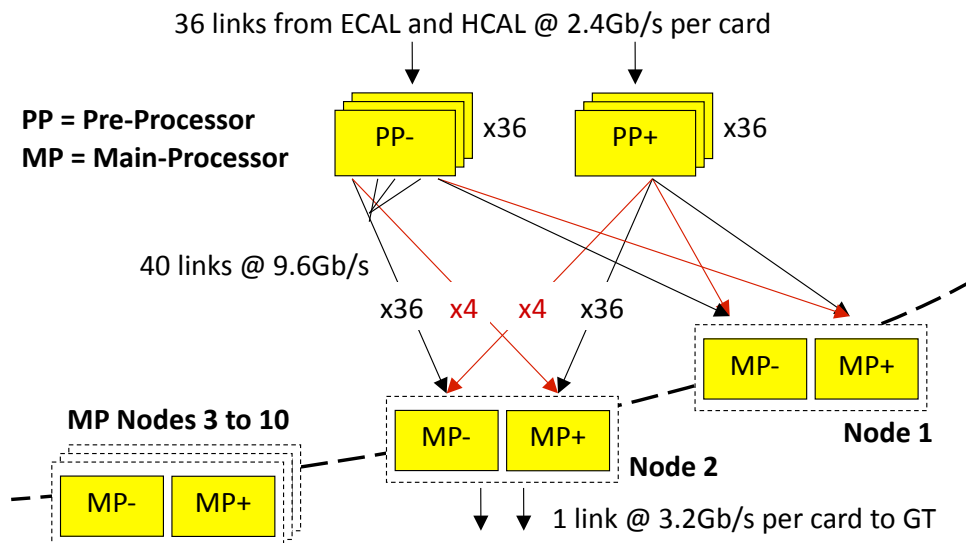 36 links from ECAL and HCAL @ 2.4Gb/s per card
PP = Pre-Processor
MP = Main-Processor
PP-
x36
PP+
x36
40 links @ 9.6Gb/s
x36
x4
x4
x36
MP-
MP+
Node 1
MP Nodes 3 to 10
MP-
MP+
Node 2
MP-
MP+
1 link @ 3.2Gb/s per card to GT